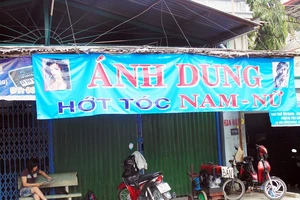 ÁNH DUNG
HỚT TÓC NAM - NỮ